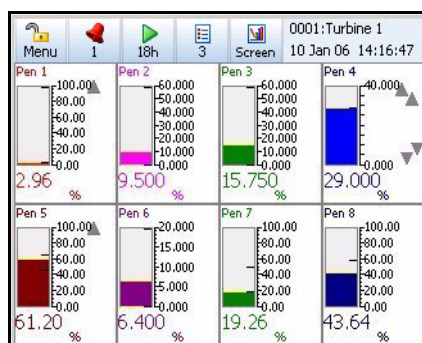 Menu 1 18h 3 Screen
0001:Turbine 1
10 Jan 06 14:16:47
Pen 1 Pen 2 Pen 3 Pen 4
100.00 60.000 60.000 40.000
80.00 50.000 50.000
60.00 40.000 40.000
40.00 30.000 30.000
20.00 20.000 20.000
10.000 10.000
0.00 0.000 0.000 0.000
2.96 9.500 15.750 29.000
% % % %
Pen 5 Pen 6 Pen 7 Pen 8
100.00 20.000 100.00 100.00
80.00 15.000 80.00 80.00
60.00 10.000 60.00 60.00
40.00 5.000 40.00 40.00
20.00 20.00 20.00
0.00 0.000 0.00 0.00
61.20 6.400 19.26 43.64
% % % %